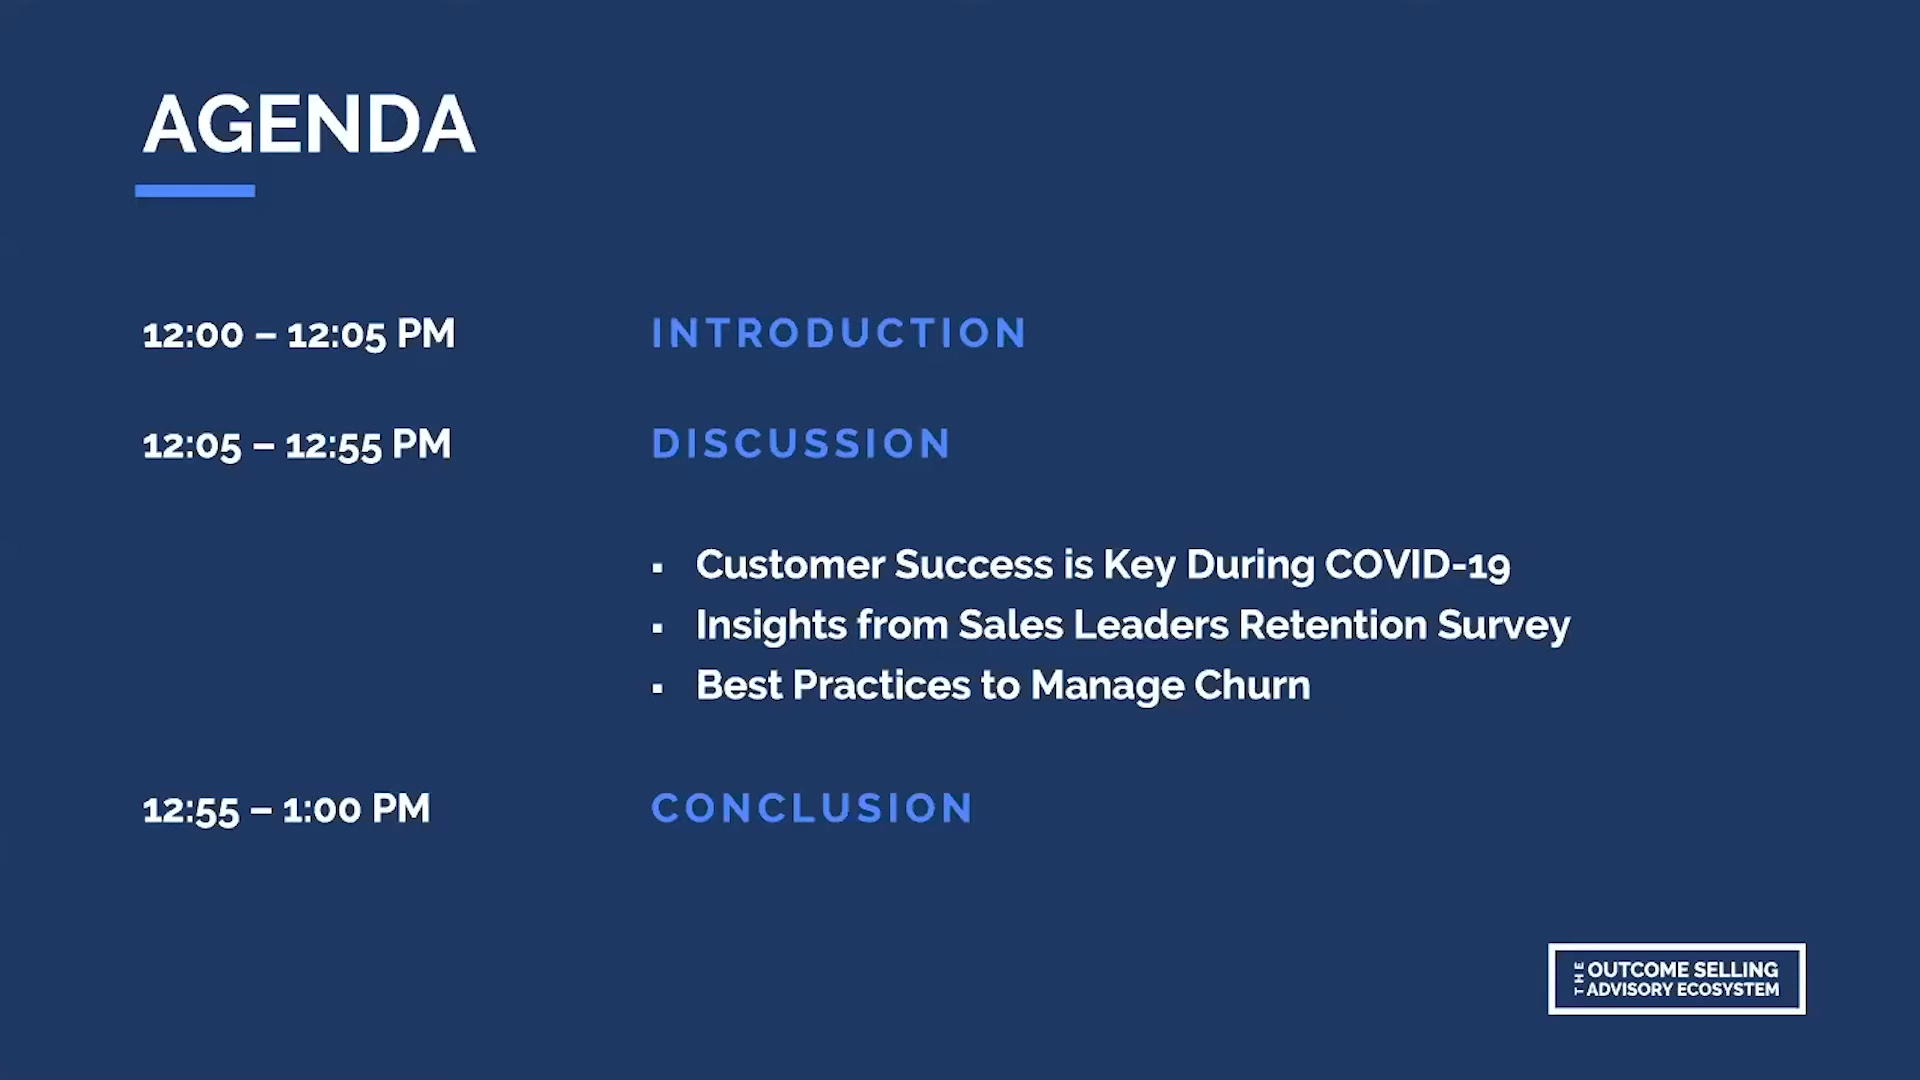 AGENDA
12:00 – 12:05 PM INTRODUCTION
12:05 – 12:55 PM DISCUSSION
▪ Customer Success is Key During COVID-19
▪ Insights from Sales Leaders Retention Survey
▪ Best Practices to Manage Churn
12:55 – 1:00 PM CONCLUSION
THE OUTCOME SELLING
ADVISORY ECOSYSTEM